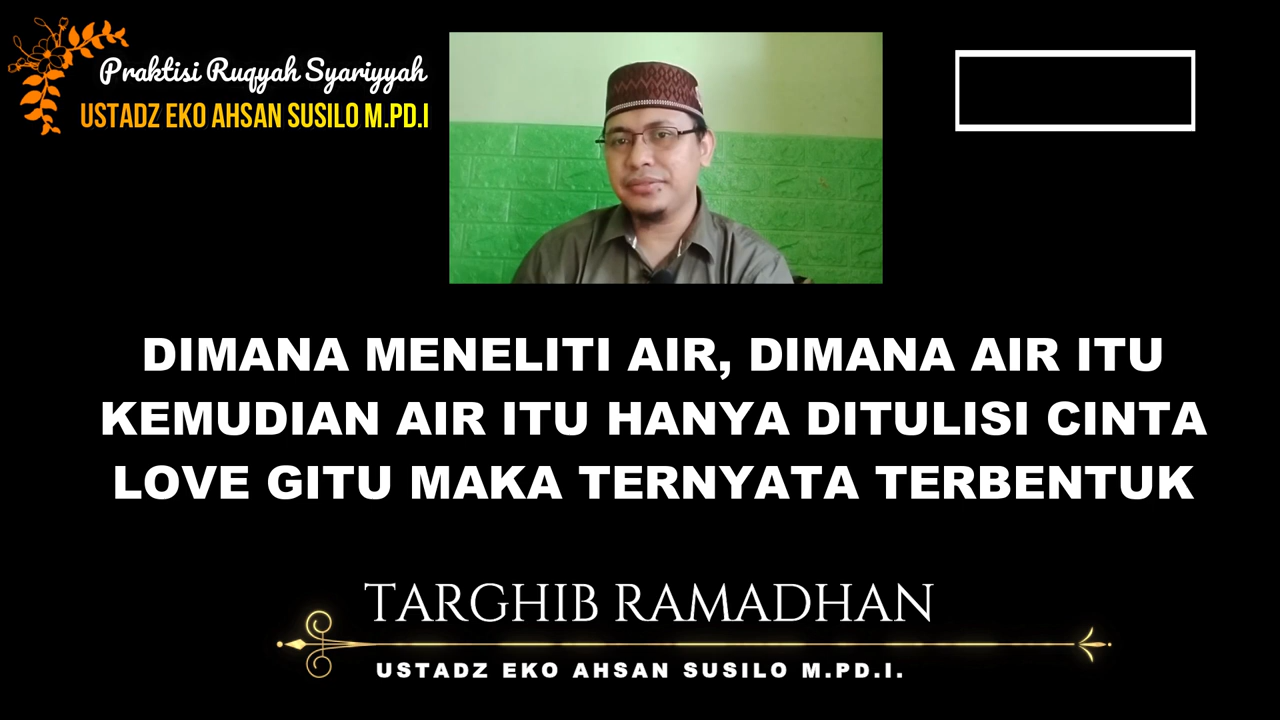 Praktisi Ruqyah Syariyyah
USTADZ EKO AHSAN SUSILO M.PD.I
DIMANA MENELITI AIR, DIMANA AIR ITU
KEMUDIAN AIR ITU HANYA DITULISI CINTA
LOVE GITU MAKA TERNYATA TERBENTUK
TARGHIB RAMADHAN
USTADZ EKO AHSAN SUSILO M.PD.I.